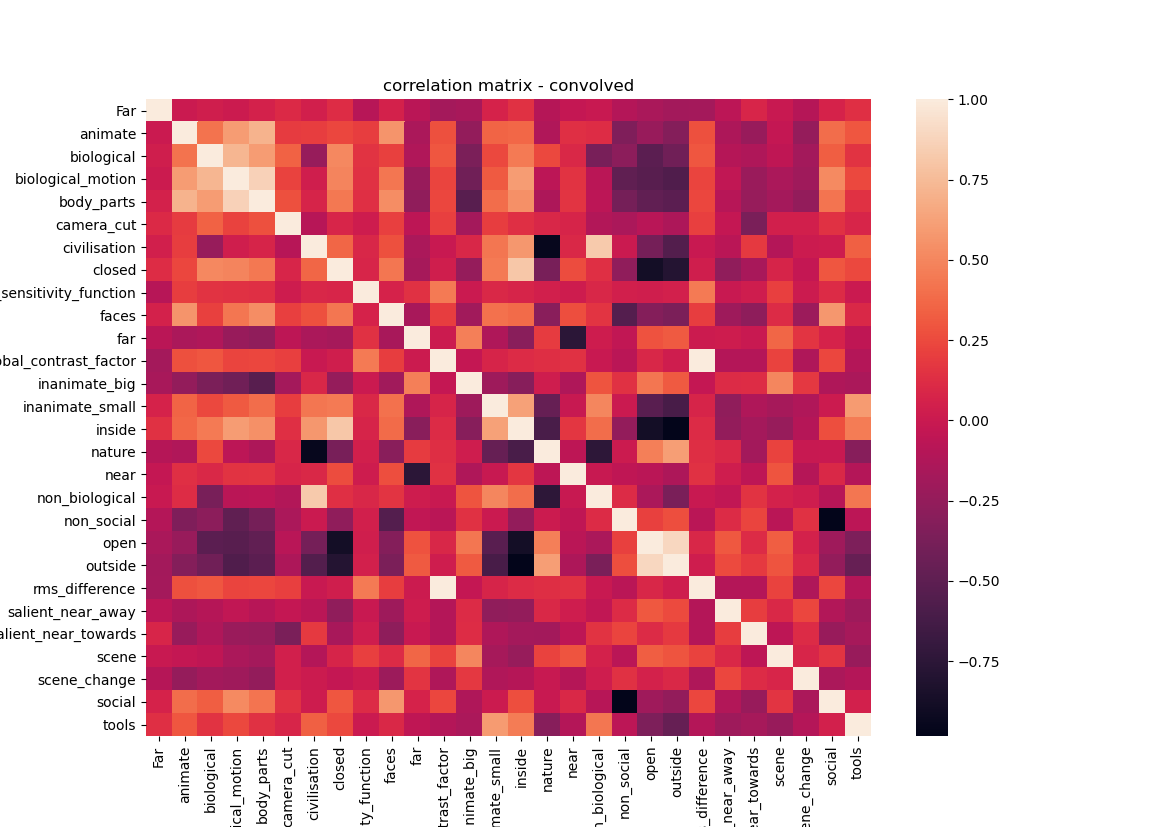 correlation matrix - convolved
Far
animate
biological
biological_motion
body_parts
camera_cut
civilisation
closed
_sensitivity_function
faces
far
bal_contrast_factor
inanimate_big
inanimate_small
inside
nature
near
non_biological
non_social
open
outside
rms_difference
salient_near_away
alient_near_towards
scene
scene_change
social
tools
1.00
0.75
0.50
0.25
0.00
−0.25
−0.50
−0.75
Far
animate
biological
ical_motion
body_parts
camera_cut
civilisation
closed
ty_function
faces
far
trast_factor
nimate_big
mate_small
inside
nature
near
n_biological
non_social
open
outside
_difference
_near_away
ear_towards
scene
ene_change
social
tools